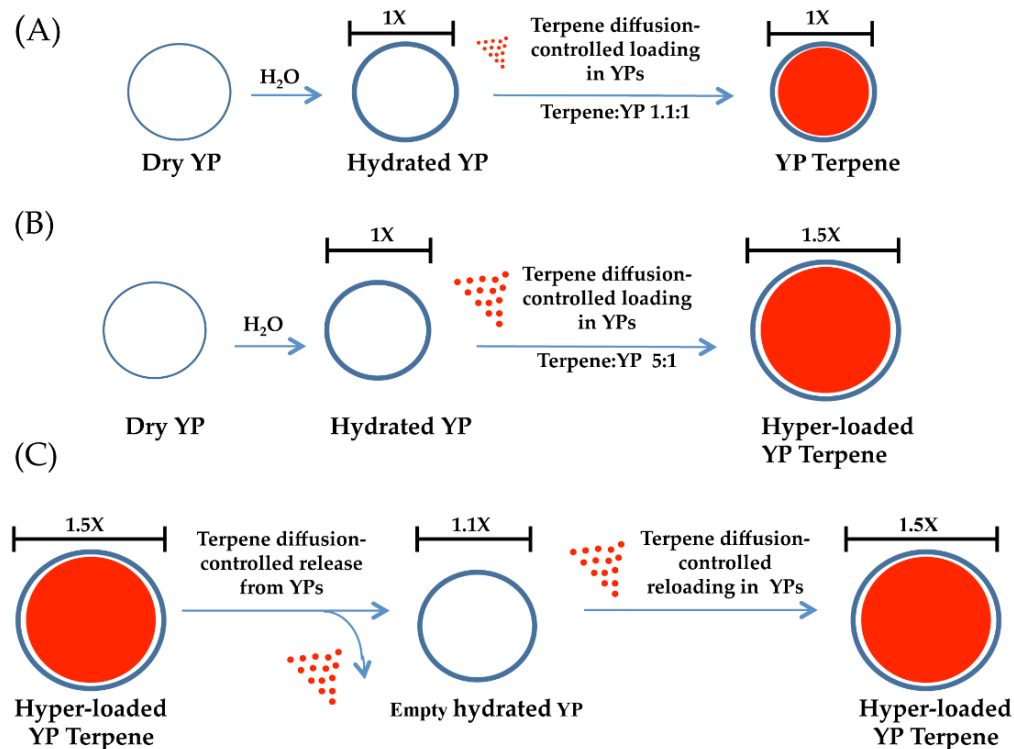 (A)
1X
1X
H₂O
Terpene diffusion-
controlled loading
in YPs
Terpene:YP 1.1:1
Dry YP
Hydrated YP
YP Terpene
(B)
1X
1.5X
H₂O
Terpene diffusion-
controlled loading
in YPs
Terpene:YP 5:1
Dry YP
Hydrated YP
Hyper-loaded
YP Terpene
(C)
1.5X
1.1X
1.5X
Terpene diffusion-
controlled release
from YPs
Terpene diffusion-
controlled
reloading in YPs
Hyper-loaded
YP Terpene
Empty hydrated YP
Hyper-loaded
YP Terpene